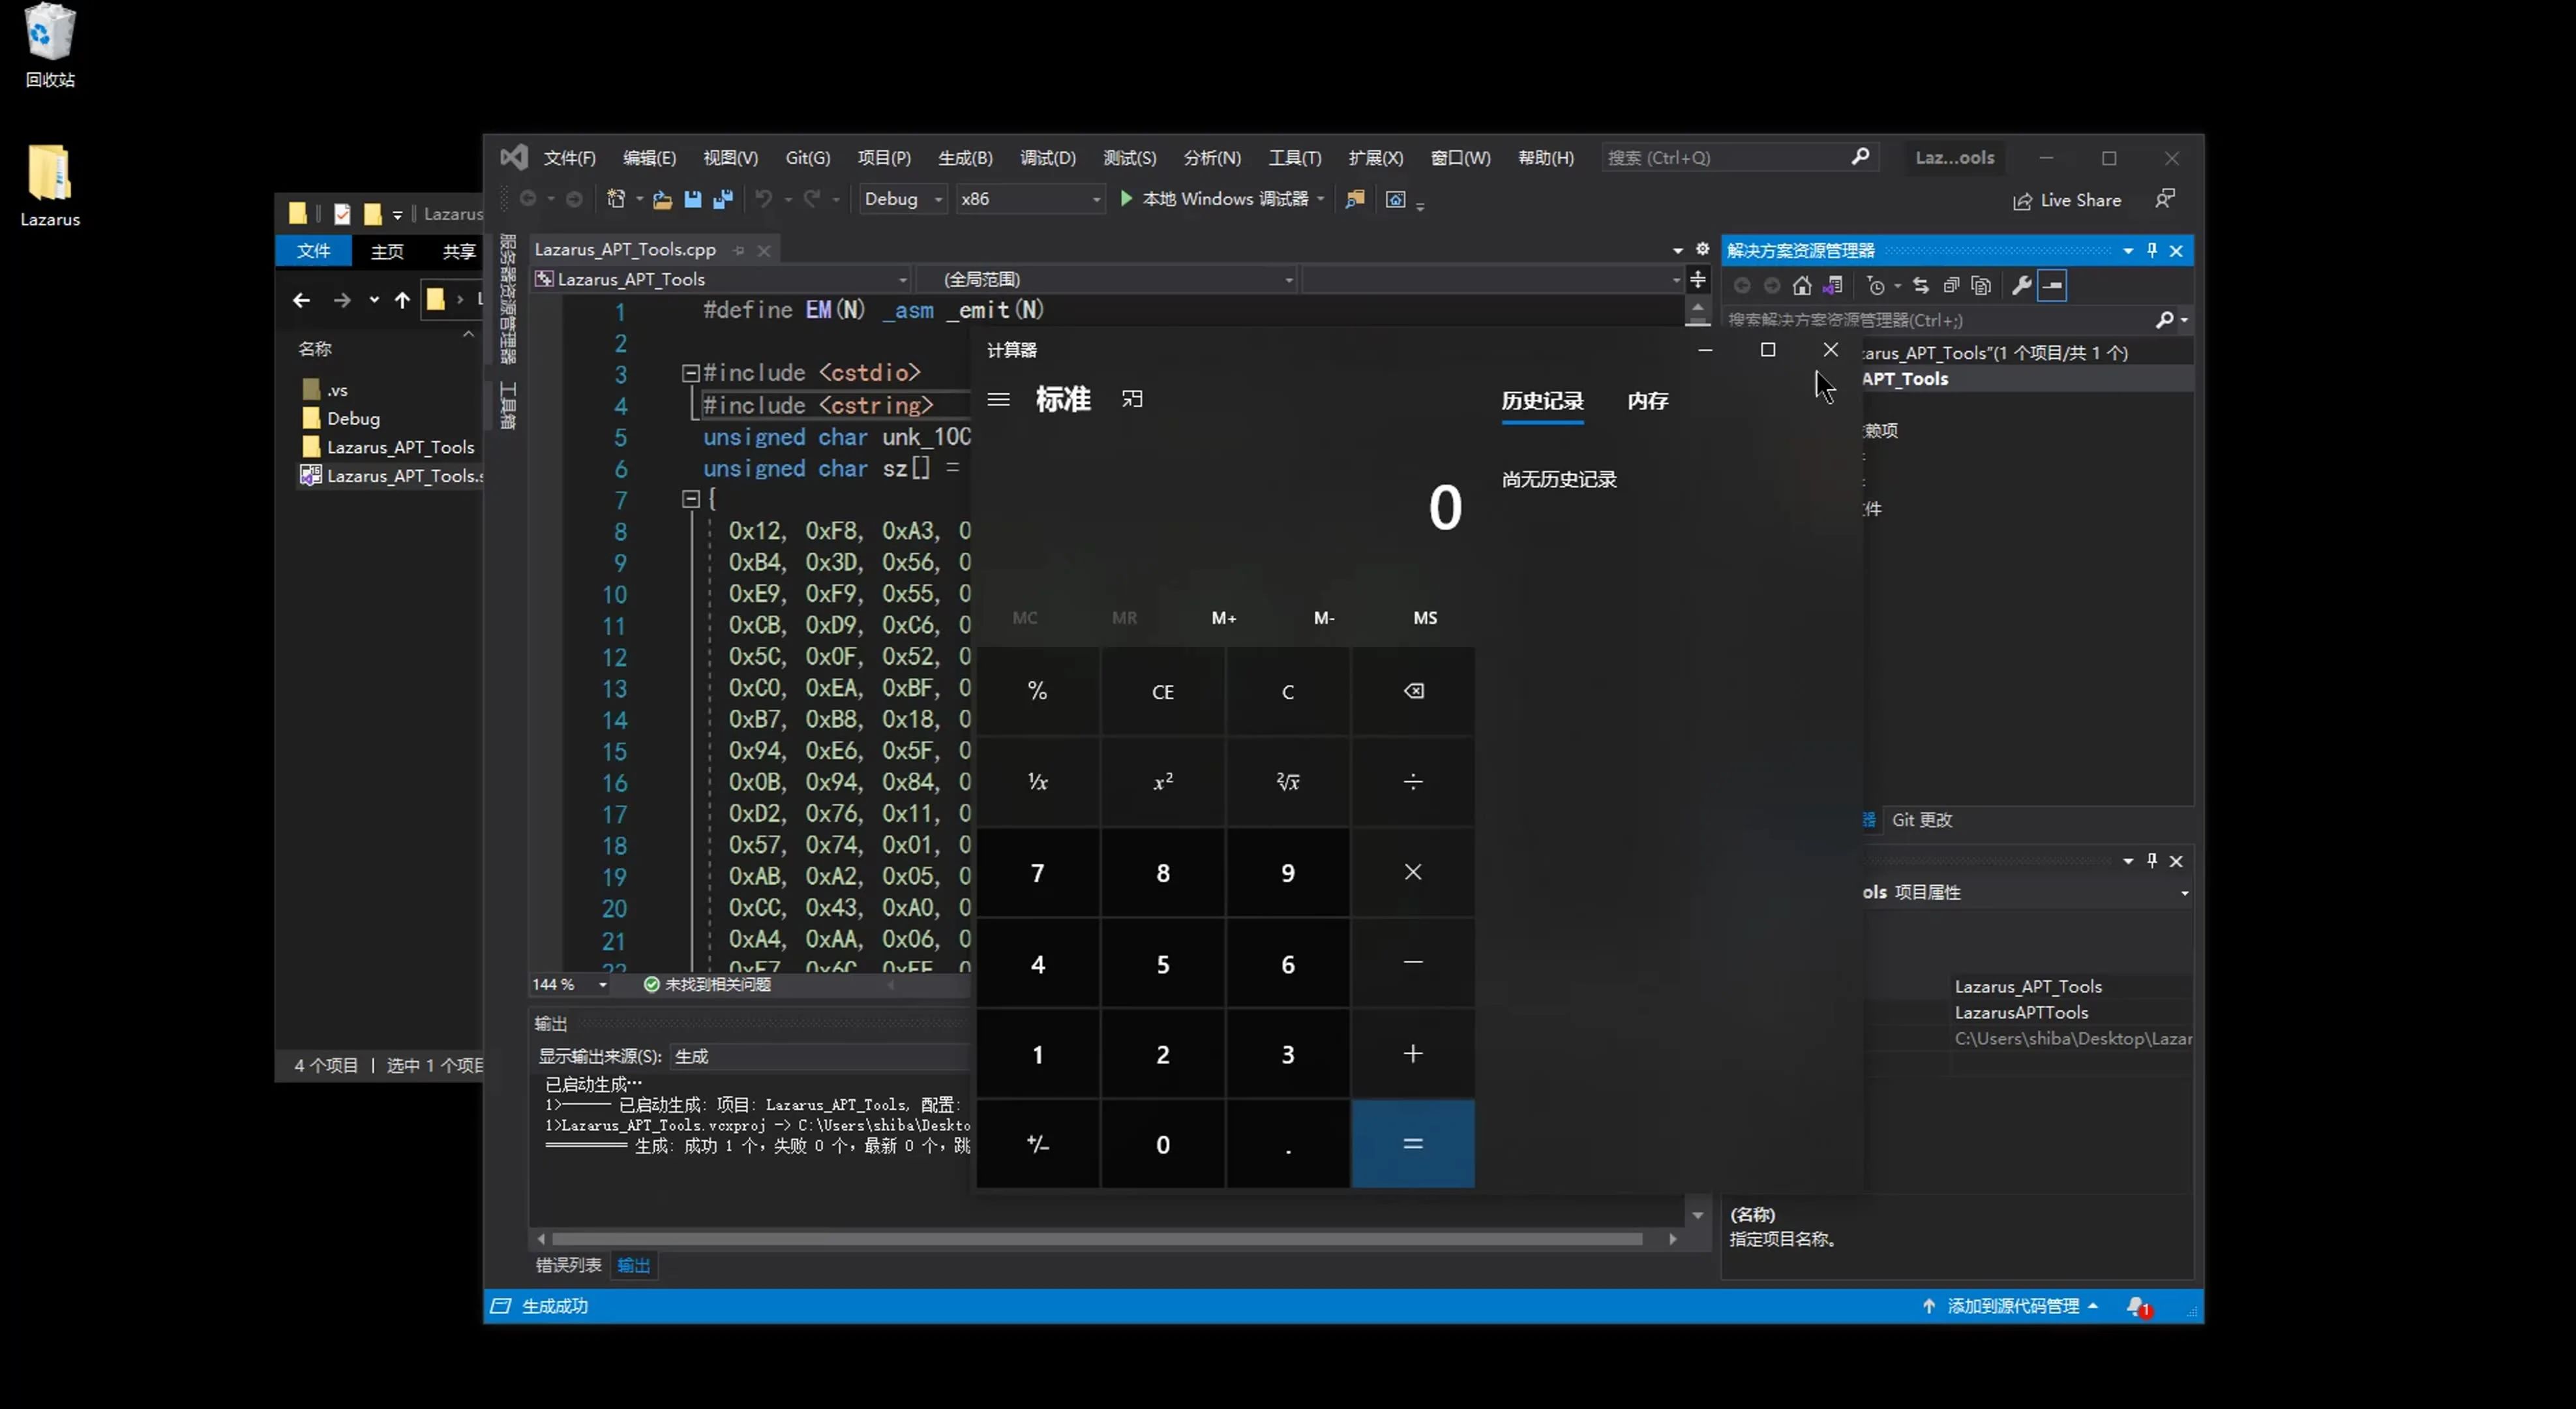 回收站
Lazarus
Lazarus
文件
主页
共享
名称
.vs
Debug
Lazarus_APT_Tools
Lazarus_APT_Tools.s
4 个项目
选中 1 个项目
文件(F) 编辑(E) 视图(V) Git(G) 项目(P) 生成(B) 调试(D) 测试(S) 分析(N) 工具(T) 扩展(X) 窗口(W) 帮助(H)
搜索 (Ctrl+Q)
Laz...ools
Debug
x86
本地 Windows 调试器
Live Share
服务器资源管理器
工具箱
Lazarus_APT_Tools.cpp
Lazarus_APT_Tools
(全局范围)
1 #define EM(N) _asm _emit(N)
2
3 #include <cstdio>
4 #include <cstring>
5 unsigned char unk_10C
6 unsigned char sz[] =
7 {
8 0x12, 0xF8, 0xA3, 0
9 0xB4, 0x3D, 0x56, 0
10 0xE9, 0xF9, 0x55, 0
11 0xCB, 0xD9, 0xC6, 0
12 0x5C, 0x0F, 0x52, 0
13 0xC0, 0xEA, 0xBF, 0
14 0xB7, 0xB8, 0x18, 0
15 0x94, 0xE6, 0x5F, 0
16 0x0B, 0x94, 0x84, 0
17 0xD2, 0x76, 0x11, 0
18 0x57, 0x74, 0x01, 0
19 0xAB, 0xA2, 0x05, 0
20 0xCC, 0x43, 0xA0, 0
21 0xA4, 0xAA, 0x06, 0
144 %
未找到相关问题
输出
显示输出来源(S): 生成
已启动生成…
1>—— 已启动生成: 项目: Lazarus_APT_Tools, 配置:
1>Lazarus_APT_Tools.vcxproj -> C:\Users\shiba\Deskto
生成: 成功 1 个，失败 0 个，最新 0 个，跳
错误列表
输出
生成成功
添加到源代码管理
1
计算器
标准
历史记录
内存
尚无历史记录
0
MC MR M+ M- MS
% CE C
¹/x x² ²√x ÷
7 8 9 ×
4 5 6 −
1 2 3 +
+/− 0 . =
解决方案资源管理器
搜索解决方案资源管理器(Ctrl+;)
arus_APT_Tools"(1 个项目/共 1 个)
APT_Tools
赖项
件
Git 更改
ols 项目属性
Lazarus_APT_Tools
LazarusAPTTools
C:\Users\shiba\Desktop\Lazar
(名称)
指定项目名称。